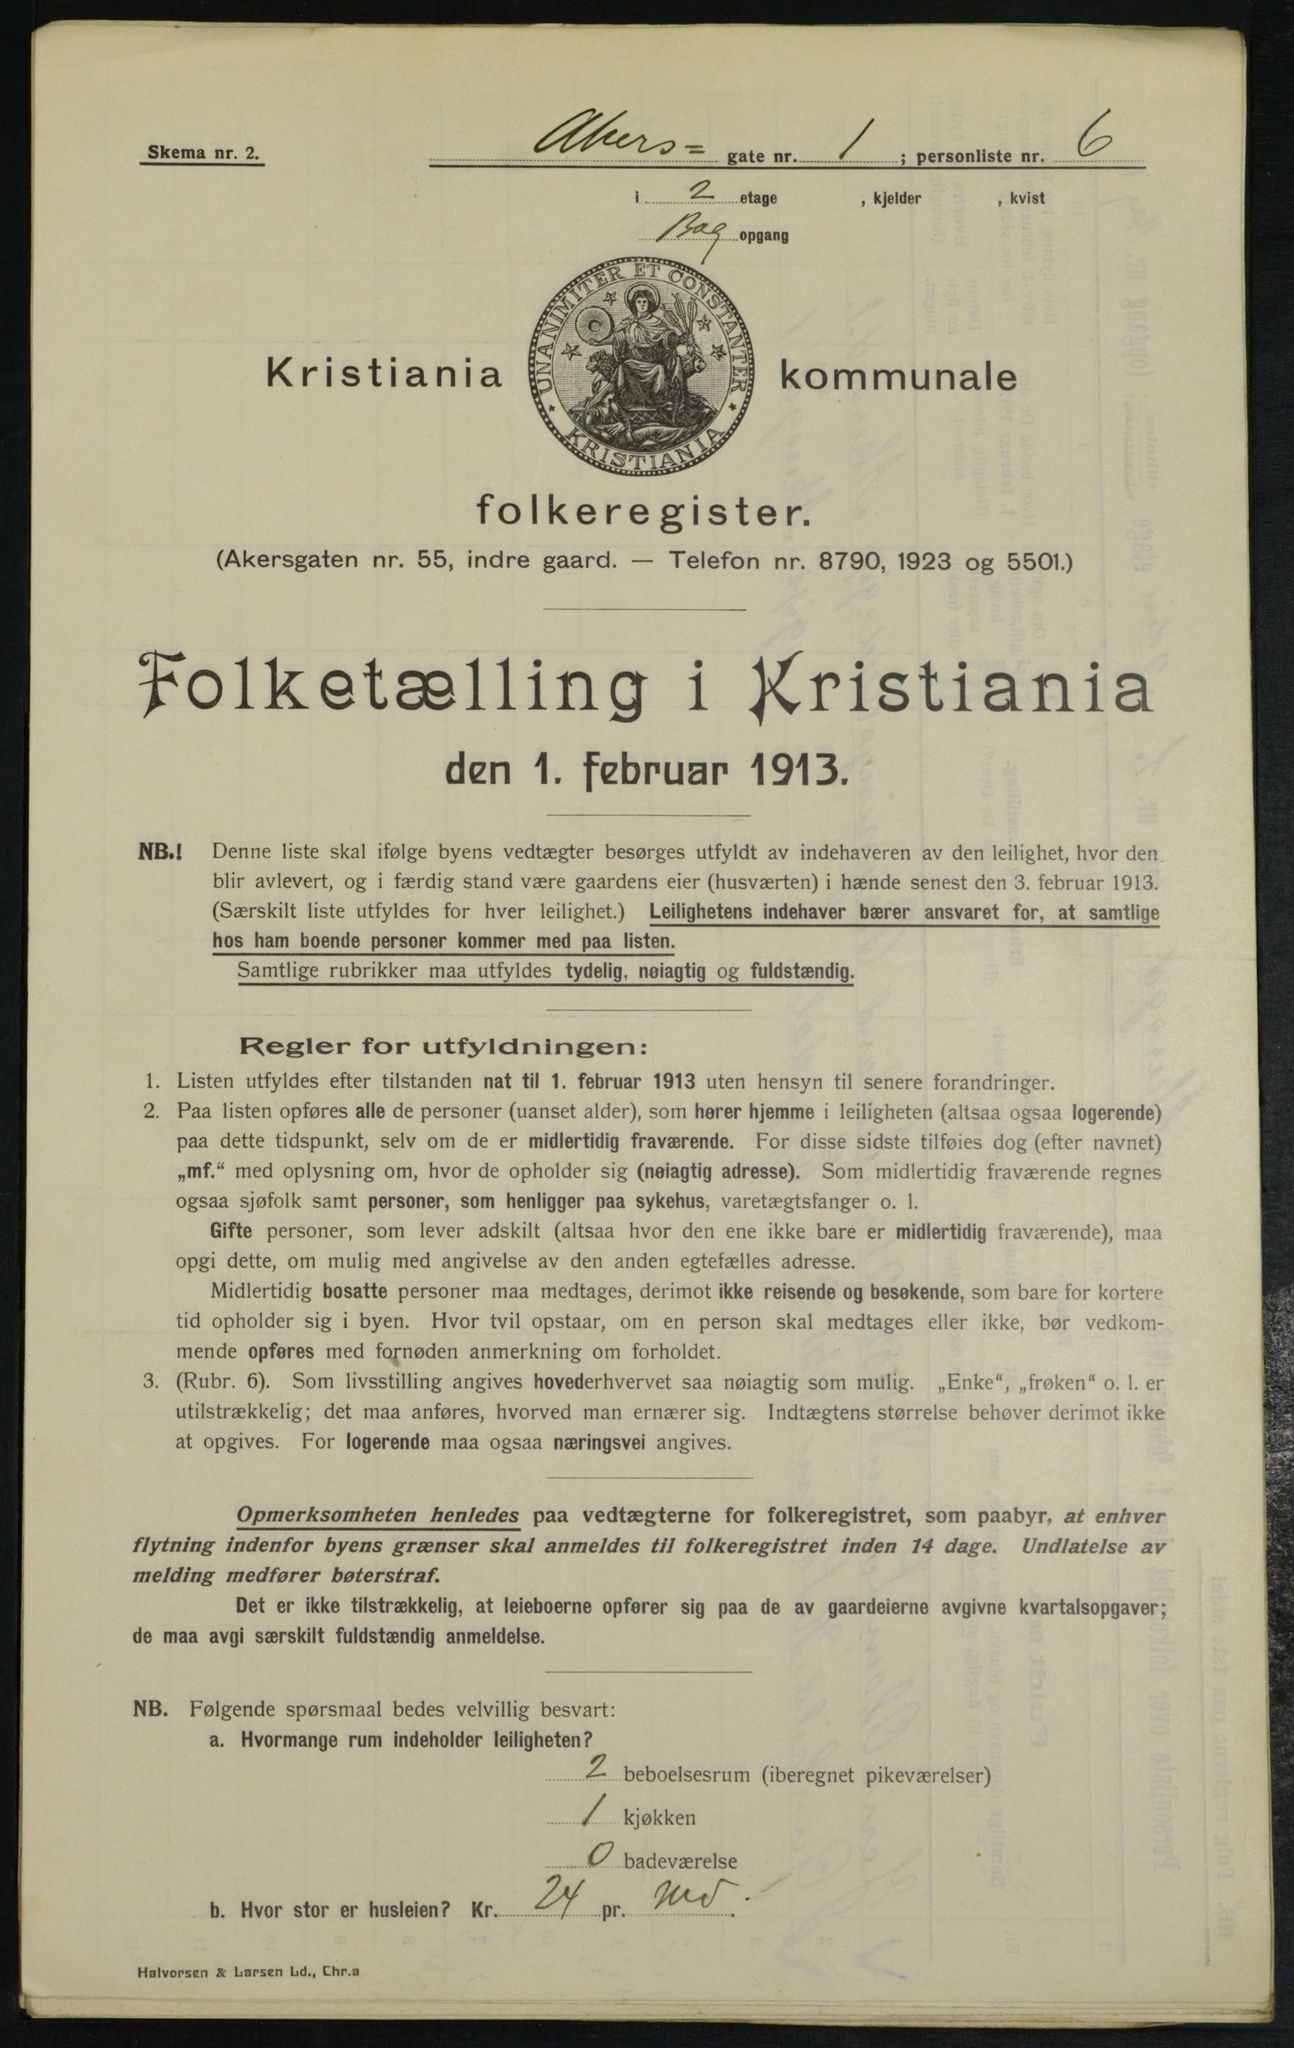 Skema nr. 2.
Akers= gate nr. 1 ; personliste nr. 6
i 2 etage , kjelder , kvist
Bag opgang
UNANIMITER ET CONSTANTER
KRISTIANIA
Kristiania kommunale
folkeregister.
(Akersgaten nr. 55, indre gaard. — Telefon nr. 8790, 1923 og 5501.)
Folketælling i Kristiania
den 1. februar 1913.
NB.! Denne liste skal ifølge byens vedtægter besørges utfyldt av indehaveren av den leilighet, hvor den
blir avlevert, og i færdig stand være gaardens eier (husværten) i hænde senest den 3. februar 1913.
(Særskilt liste utfyldes for hver leilighet.) Leilighetens indehaver bærer ansvaret for, at samtlige
hos ham boende personer kommer med paa listen.
Samtlige rubrikker maa utfyldes tydelig, nøiagtig og fuldstændig.
Regler for utfyldningen:
1. Listen utfyldes efter tilstanden nat til 1. februar 1913 uten hensyn til senere forandringer.
2. Paa listen opføres alle de personer (uanset alder), som hører hjemme i leiligheten (altsaa ogsaa logerende)
paa dette tidspunkt, selv om de er midlertidig fraværende. For disse sidste tilføies dog (efter navnet)
„mf.“ med oplysning om, hvor de opholder sig (nøiagtig adresse). Som midlertidig fraværende regnes
ogsaa sjøfolk samt personer, som henligger paa sykehus, varetægtsfanger o. l.
Gifte personer, som lever adskilt (altsaa hvor den ene ikke bare er midlertidig fraværende), maa
opgi dette, om mulig med angivelse av den anden egtefælles adresse.
Midlertidig bosatte personer maa medtages, derimot ikke reisende og besøkende, som bare for kortere
tid opholder sig i byen. Hvor tvil opstaar, om en person skal medtages eller ikke, bør vedkom-
mende opføres med fornøden anmerkning om forholdet.
3. (Rubr. 6). Som livsstilling angives hovederhvervet saa nøiagtig som mulig. „Enke“, „frøken“ o. l. er
utilstrækkelig; det maa anføres, hvorved man ernærer sig. Indtægtens størrelse behøver derimot ikke
at opgives. For logerende maa ogsaa næringsvei angives.
Opmerksomheten henledes paa vedtægterne for folkeregistret, som paabyr, at enhver
flytning indenfor byens grænser skal anmeldes til folkeregistret inden 14 dage. Undlatelse av
melding medfører bøterstraf.
Det er ikke tilstrækkelig, at leieboerne opfører sig paa de av gaardeierne avgivne kvartalsopgaver;
de maa avgi særskilt fuldstændig anmeldelse.
NB. Følgende spørsmaal bedes velvillig besvart:
a. Hvormange rum indeholder leiligheten?
2 beboelsesrum (iberegnet pikeværelser)
1 kjøkken
0 badeværelse
b. Hvor stor er husleien? Kr. 24 pr. Md.
Halvorsen & Larsen Ld., Chr.a